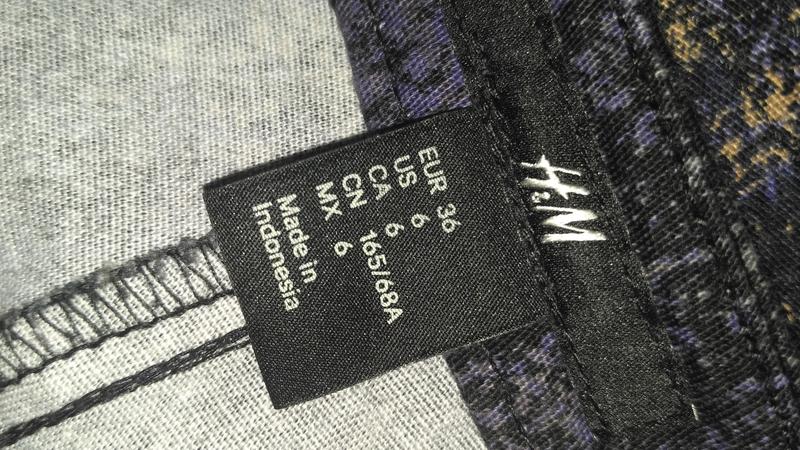 H&M
EUR 36
US 6
CA 6
CN 165/68A
MX 6
Made in
Indonesia